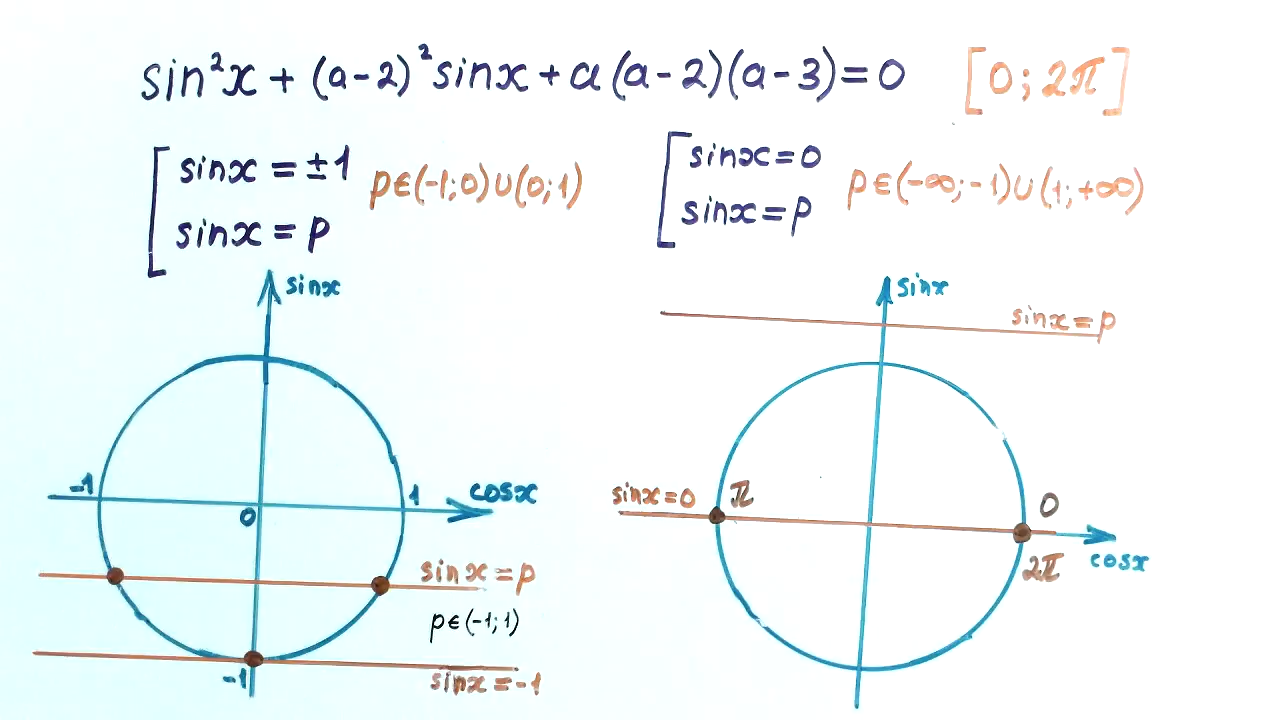 sin²x + (a-2)²sinx + a(a-2)(a-3)=0 [0; 2π]
sinx = ±1 p∈(-1;0)∪(0;1)
sinx = p
sinx=0 p∈(-∞;-1)∪(1;+∞)
sinx=p
sinx
-1
1
cosx
0
sinx=p
p∈(-1;1)
sinx=-1
-1
sinx
sinx=p
sinx=0
π
0
2π
cosx